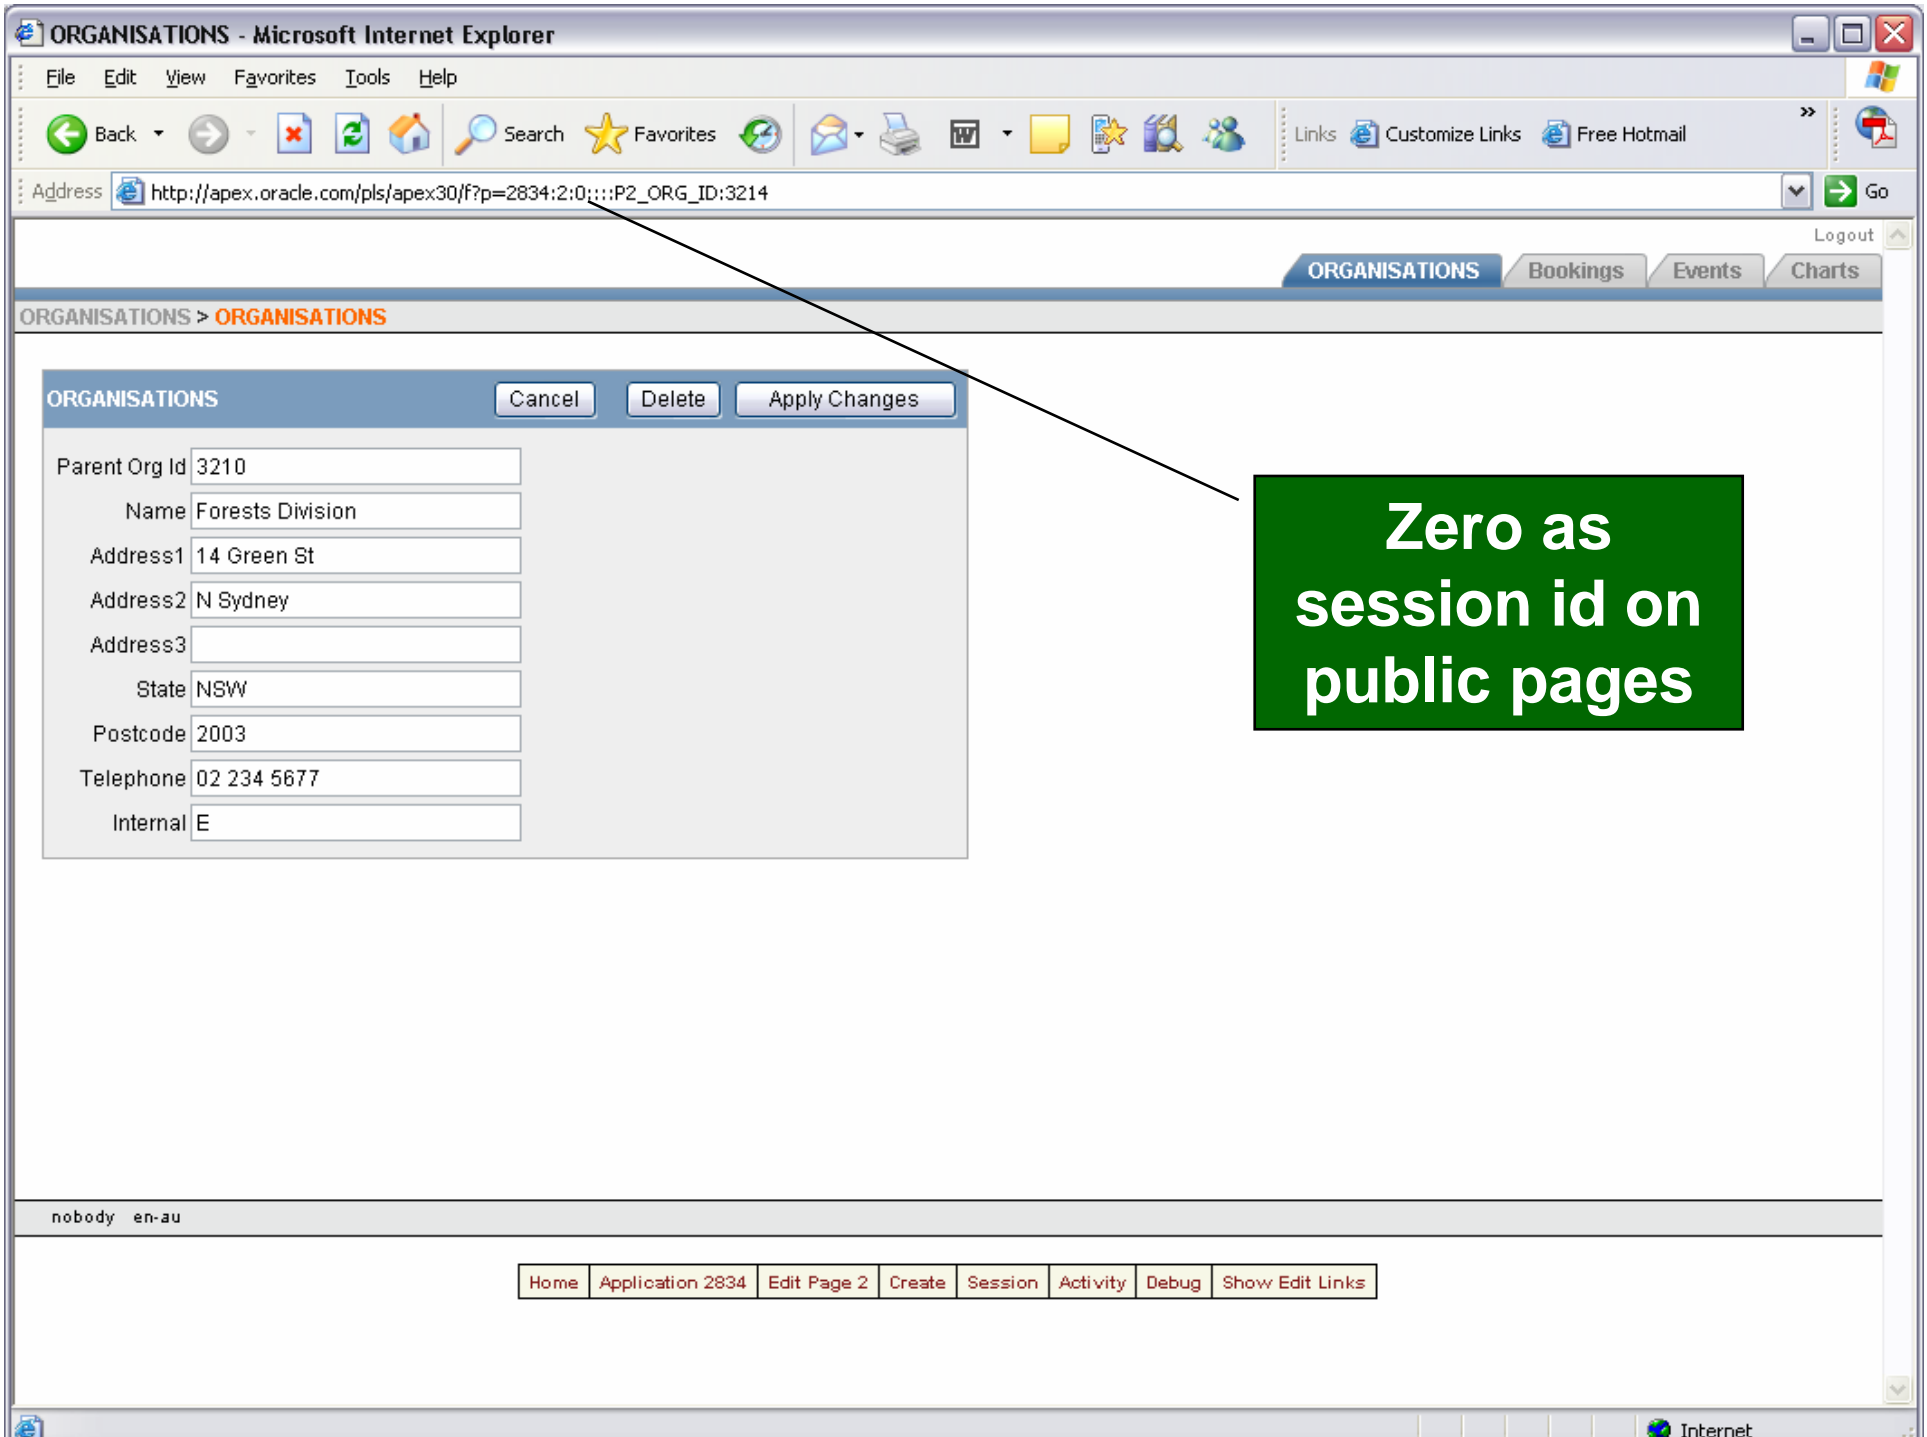 ORGANISATIONS - Microsoft Internet Explorer
File Edit View Favorites Tools Help
Back Search Favorites Links Customize Links Free Hotmail »
Address http://apex.oracle.com/pls/apex30/f?p=2834:2:0::::P2_ORG_ID:3214 Go
Logout
ORGANISATIONS Bookings Events Charts
ORGANISATIONS > ORGANISATIONS
ORGANISATIONS Cancel Delete Apply Changes
Parent Org Id 3210
Name Forests Division
Address1 14 Green St
Address2 N Sydney
Address3
State NSW
Postcode 2003
Telephone 02 234 5677
Internal E
Zero as
session id on
public pages
nobody en-au
Home Application 2834 Edit Page 2 Create Session Activity Debug Show Edit Links
Internet